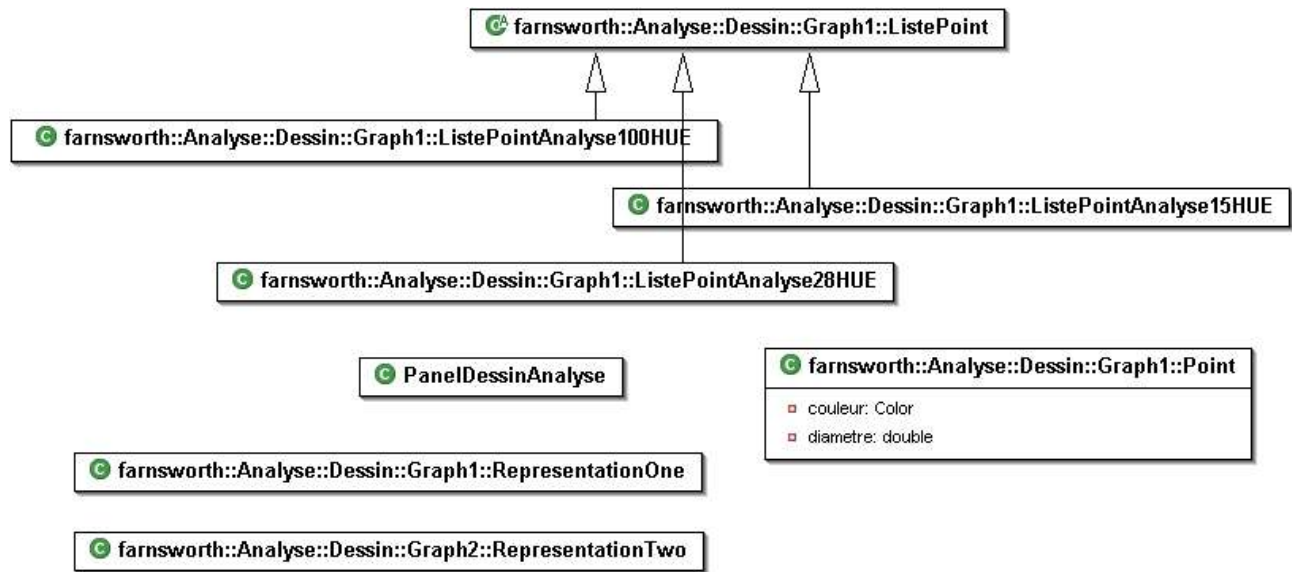 farnsworth::Analyse::Dessin::Graph1::ListePoint
farnsworth::Analyse::Dessin::Graph1::ListePointAnalyse100HUE
farnsworth::Analyse::Dessin::Graph1::ListePointAnalyse15HUE
farnsworth::Analyse::Dessin::Graph1::ListePointAnalyse28HUE
PanelDessinAnalyse
farnsworth::Analyse::Dessin::Graph1::Point
couleur: Color
diametre: double
farnsworth::Analyse::Dessin::Graph1::RepresentationOne
farnsworth::Analyse::Dessin::Graph2::RepresentationTwo